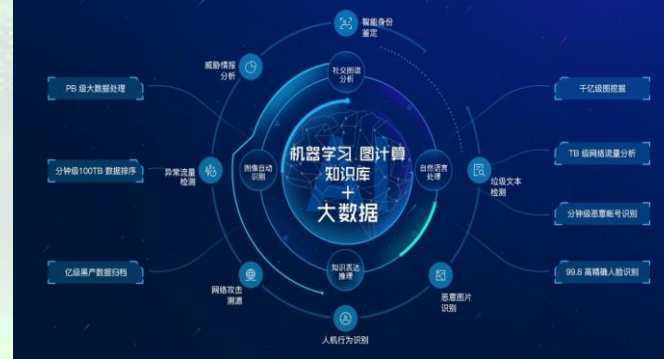 智能身份
鉴定
威胁情报
分析
社交图谱
分析
PB 级大数据处理
千亿级图挖掘
机器学习 图计算
知识库
+
大数据
TB 级网络流量分析
分钟级100TB 数据排序
异常流量
检测
图像自动
识别
自然语言
处理
垃圾文本
检测
分钟级恶意帐号识别
亿级黑产数据归档
知识表达
推理
99.8 高精确人脸识别
网络攻击
溯源
恶意图片
识别
人机行为识别